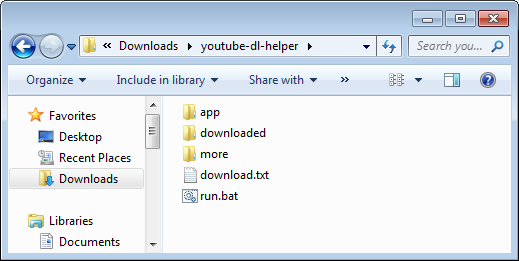 « Downloads youtube-dl-helper Search you...
Organize Include in library Share with »
Favorites
Desktop
Recent Places
Downloads
Libraries
Documents
app
downloaded
more
download.txt
run.bat